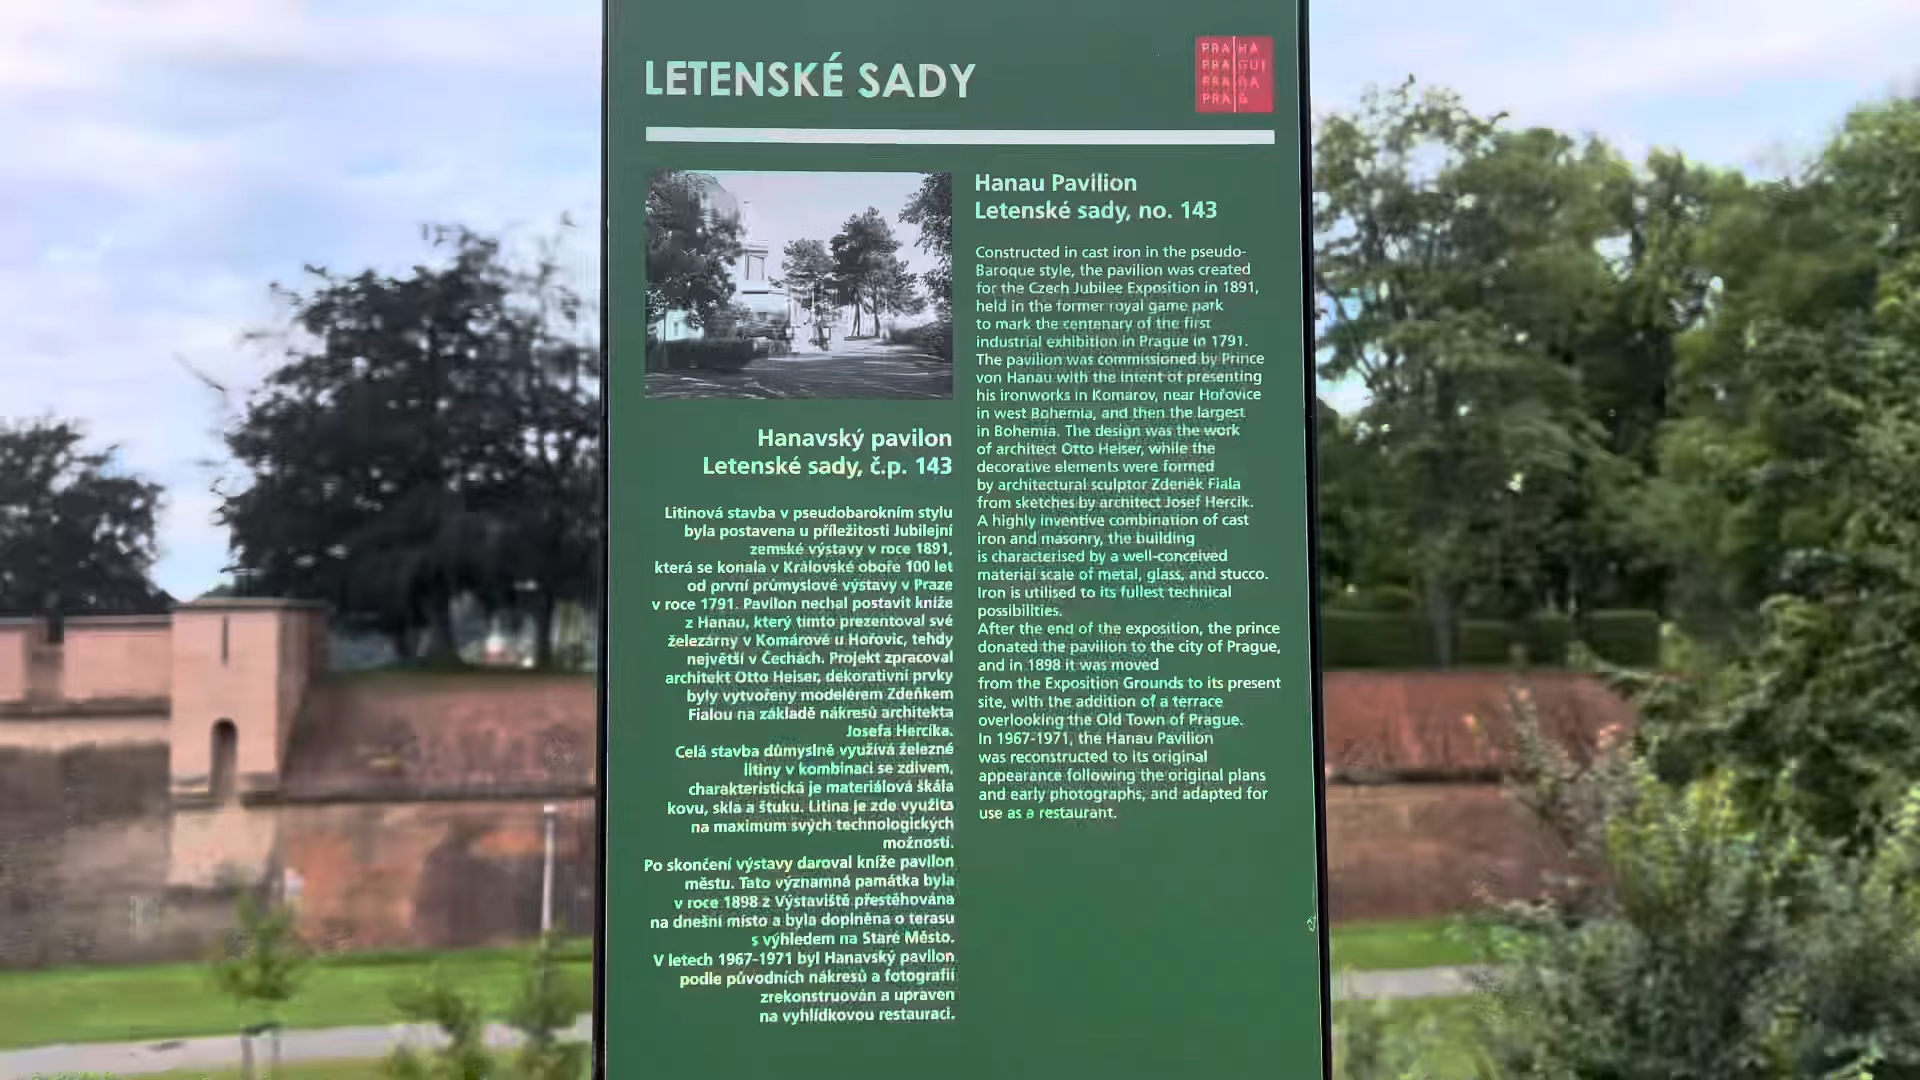 LETENSKÉ SADY
PRA HA
PRA GUE
PRA GA
PRA G
Hanavský pavilon
Letenské sady, č.p. 143
Litinová stavba v pseudobarokním stylu
byla postavena u příležitosti Jubilejní
zemské výstavy v roce 1891,
která se konala v Královské oboře 100 let
od první průmyslové výstavy v Praze
v roce 1791. Pavilon nechal postavit kníže
z Hanau, který tímto prezentoval své
železárny v Komárově u Hořovic, tehdy
největší v Čechách. Projekt zpracoval
architekt Otto Heiser, dekorativní prvky
byly vytvořeny modelérem Zdeňkem
Fialou na základě nákresů architekta
Josefa Hercíka.
Celá stavba důmyslně využívá železné
litiny v kombinaci se zdivem,
charakteristická je materiálová škála
kovu, skla a štuku. Litina je zde využita
na maximum svých technologických
možností.
Po skončení výstavy daroval kníže pavilon
městu. Tato významná památka byla
v roce 1898 z Výstaviště přestěhována
na dnešní místo a byla doplněna o terasu
s výhledem na Staré Město.
V letech 1967-1971 byl Hanavský pavilon
podle původních nákresů a fotografií
zrekonstruován a upraven
na vyhlídkovou restauraci.
Hanau Pavilion
Letenské sady, no. 143
Constructed in cast iron in the pseudo-
Baroque style, the pavilion was created
for the Czech Jubilee Exposition in 1891,
held in the former royal game park
to mark the centenary of the first
industrial exhibition in Prague in 1791.
The pavilion was commissioned by Prince
von Hanau with the intent of presenting
his ironworks in Komárov, near Hořovice
in west Bohemia, and then the largest
in Bohemia. The design was the work
of architect Otto Heiser, while the
decorative elements were formed
by architectural sculptor Zdeněk Fiala
from sketches by architect Josef Hercík.
A highly inventive combination of cast
iron and masonry, the building
is characterised by a well-conceived
material scale of metal, glass, and stucco.
Iron is utilised to its fullest technical
possibilities.
After the end of the exposition, the prince
donated the pavilion to the city of Prague,
and in 1898 it was moved
from the Exposition Grounds to its present
site, with the addition of a terrace
overlooking the Old Town of Prague.
In 1967-1971, the Hanau Pavilion
was reconstructed to its original
appearance following the original plans
and early photographs, and adapted for
use as a restaurant.